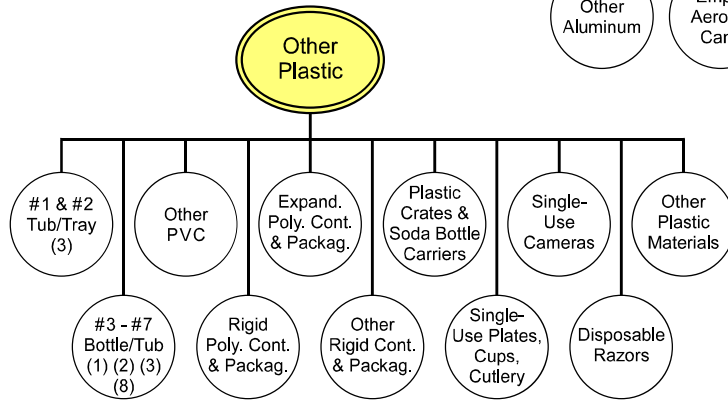 Other
Aluminum
Other
Plastic
#1 & #2
Tub/Tray
(3)
Other
PVC
Expand.
Poly. Cont.
& Packag.
Plastic
Crates &
Soda Bottle
Carriers
Single-
Use
Cameras
Other
Plastic
Materials
#3 - #7
Bottle/Tub
(1) (2) (3)
(8)
Rigid
Poly. Cont.
& Packag.
Other
Rigid Cont.
& Packag.
Single-
Use Plates,
Cups,
Cutlery
Disposable
Razors